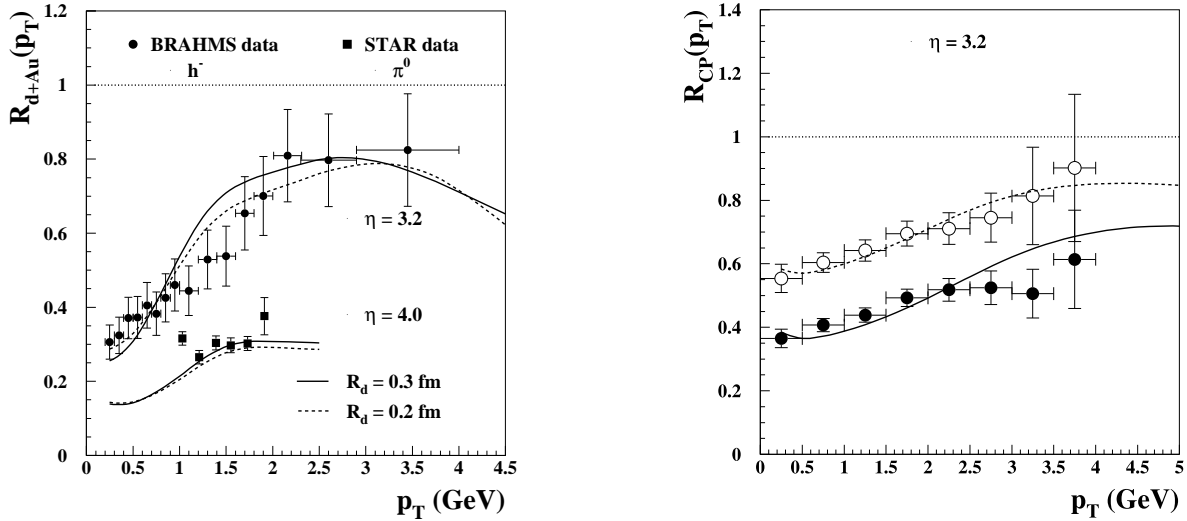 R_{d+Au}(p_T)
1.2
1
0.8
0.6
0.4
0.2
0
BRAHMS data STAR data
h^- π^0
η = 3.2
η = 4.0
R_d = 0.3 fm
R_d = 0.2 fm
0 0.5 1 1.5 2 2.5 3 3.5 4 4.5
p_T (GeV)
R_{CP}(p_T)
1.4
1.2
1
0.8
0.6
0.4
0.2
0
η = 3.2
0 0.5 1 1.5 2 2.5 3 3.5 4 4.5 5
p_T (GeV)